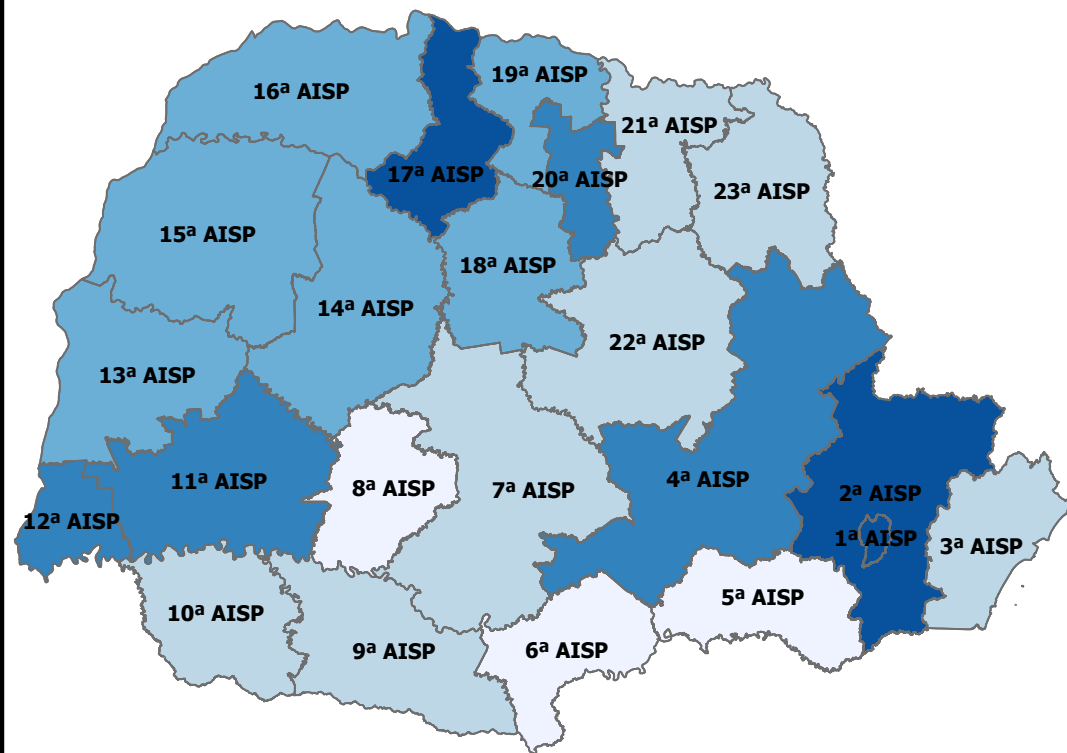 19ª AISP
16ª AISP
21ª AISP
17ª AISP
20ª AISP
23ª AISP
15ª AISP
18ª AISP
14ª AISP
22ª AISP
13ª AISP
11ª AISP
8ª AISP
7ª AISP
4ª AISP
2ª AISP
12ª AISP
1ª AISP
3ª AISP
5ª AISP
10ª AISP
9ª AISP
6ª AISP